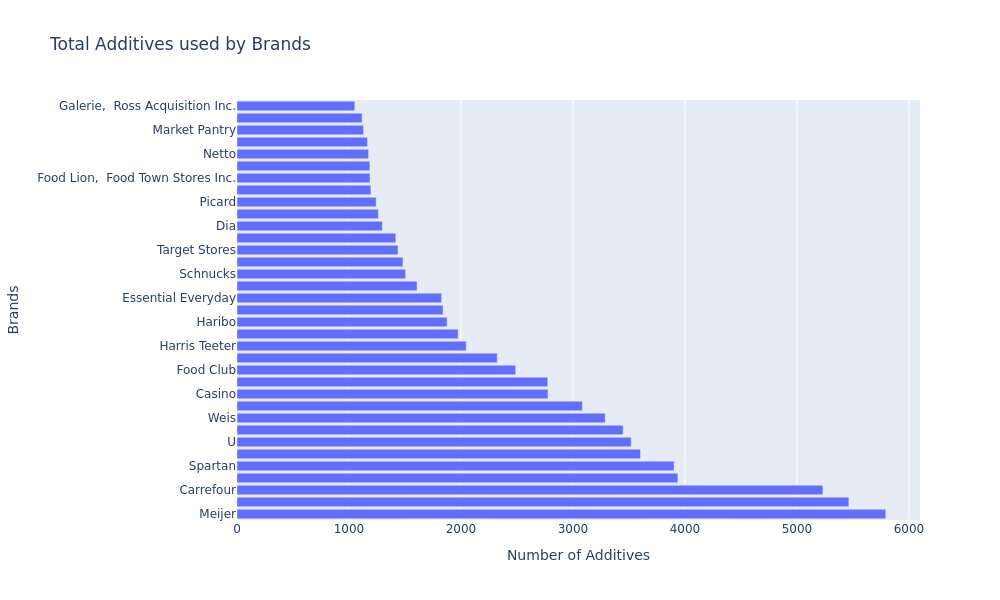 Total Additives used by Brands
Galerie,  Ross Acquisition Inc.
Market Pantry
Netto
Food Lion,  Food Town Stores Inc.
Picard
Dia
Target Stores
Schnucks
Essential Everyday
Haribo
Harris Teeter
Food Club
Casino
Weis
U
Spartan
Carrefour
Meijer
Brands
0 1000 2000 3000 4000 5000 6000
Number of Additives